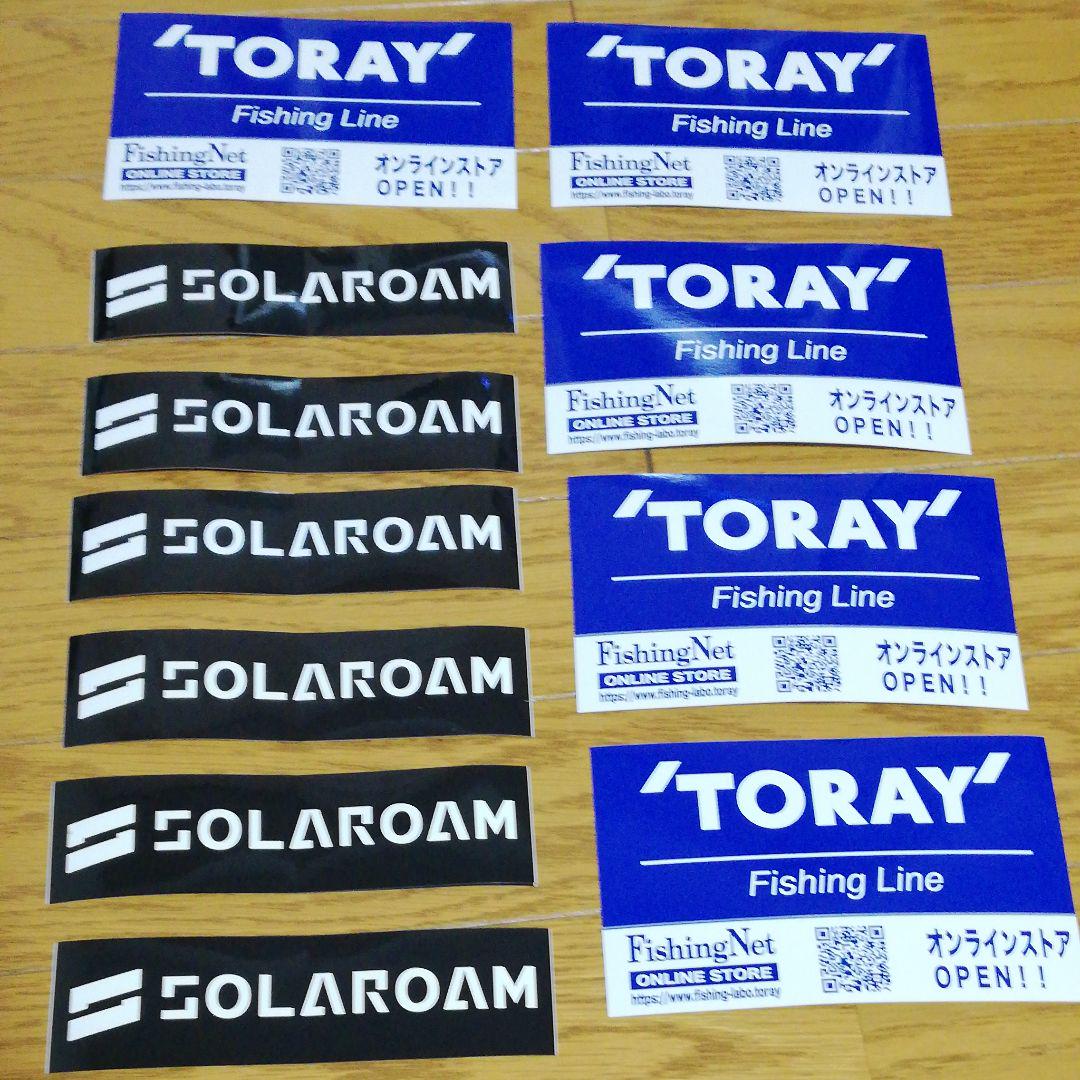 'TORAY'
Fishing Line
FishingNet
ONLINE STORE
https://www.fishing-labo.toray
オンラインストア
OPEN!!
'TORAY'
Fishing Line
FishingNet
ONLINE STORE
https://www.fishing-labo.toray
オンラインストア
OPEN!!
SOLAROAM
'TORAY'
Fishing Line
FishingNet
ONLINE STORE
https://www.fishing-labo.toray
オンラインストア
OPEN!!
SOLAROAM
SOLAROAM
'TORAY'
Fishing Line
FishingNet
ONLINE STORE
https://www.fishing-labo.toray
オンラインストア
OPEN!!
SOLAROAM
SOLAROAM
'TORAY'
Fishing Line
FishingNet
ONLINE STORE
https://www.fishing-labo.toray
オンラインストア
OPEN!!
SOLAROAM